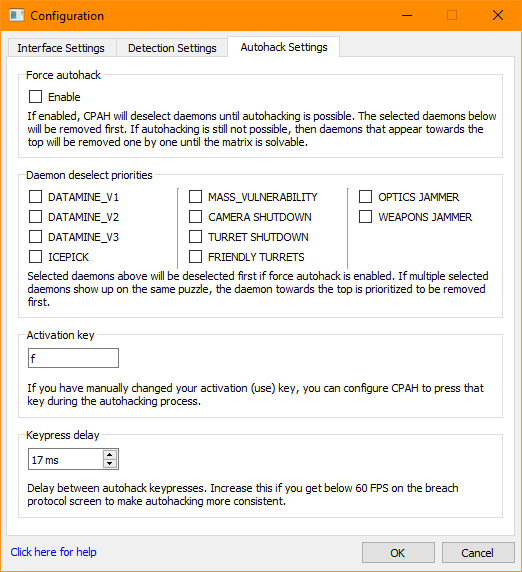 Configuration
Interface Settings Detection Settings Autohack Settings
Force autohack
Enable
If enabled, CPAH will deselect daemons until autohacking is possible. The selected daemons below
will be removed first. If autohacking is still not possible, then daemons that appear towards the
top will be removed one by one until the matrix is solvable.
Daemon deselect priorities
DATAMINE_V1 MASS_VULNERABILITY OPTICS JAMMER
DATAMINE_V2 CAMERA SHUTDOWN WEAPONS JAMMER
DATAMINE_V3 TURRET SHUTDOWN
ICEPICK FRIENDLY TURRETS
Selected daemons above will be deselected first if force autohack is enabled. If multiple selected
daemons show up on the same puzzle, the daemon towards the top is prioritized to be removed
first.
Activation key
f
If you have manually changed your activation (use) key, you can configure CPAH to press that
key during the autohacking process.
Keypress delay
17 ms
Delay between autohack keypresses. Increase this if you get below 60 FPS on the breach
protocol screen to make autohacking more consistent.
Click here for help OK Cancel